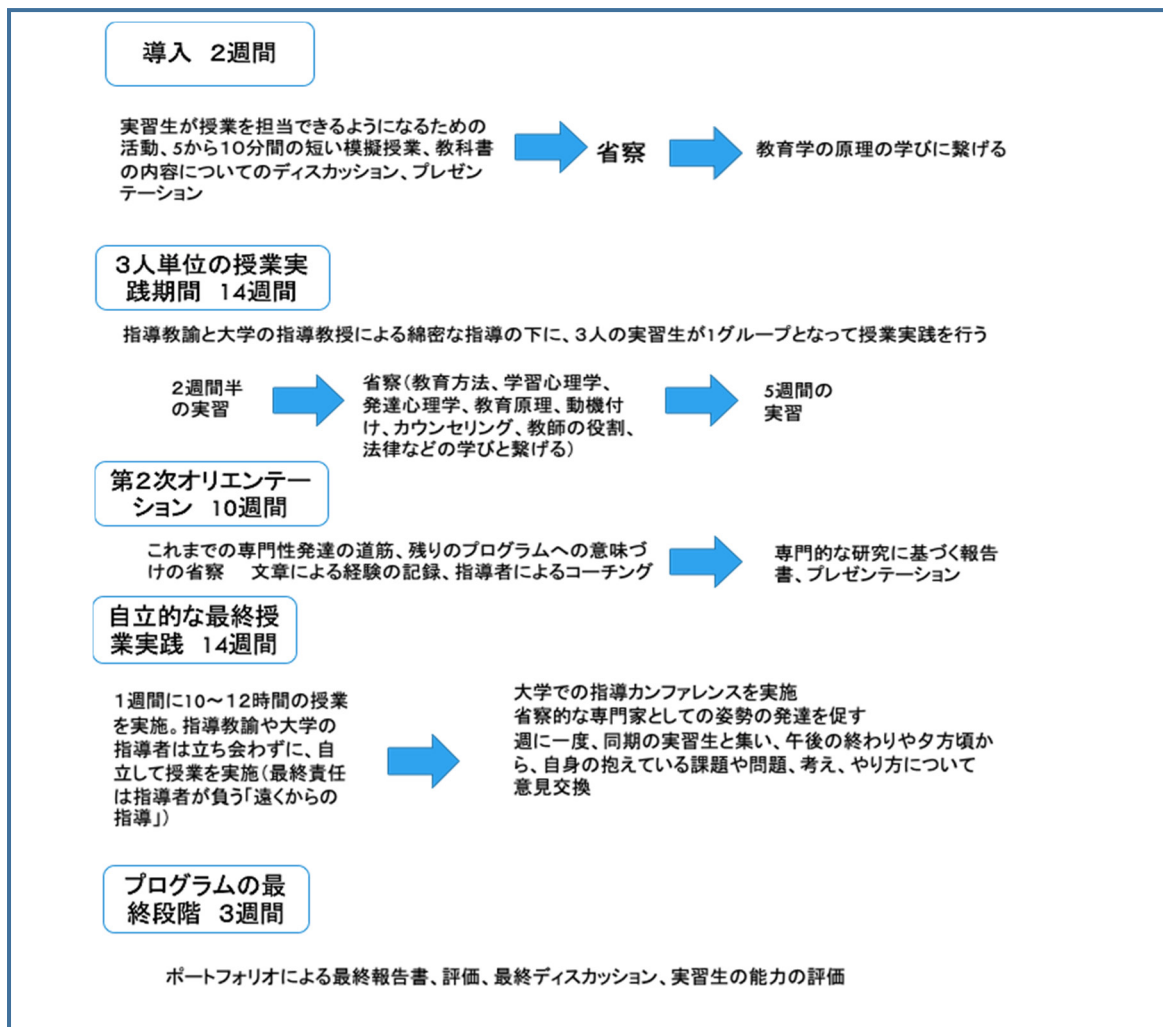 導入 2週間
実習生が授業を担当できるようになるための
活動、5から10分間の短い模擬授業、教科書
の内容についてのディスカッション、プレゼン
テーション
省察
教育学の原理の学びに繋げる
3人単位の授業実
践期間 14週間
指導教諭と大学の指導教授による綿密な指導の下に、3人の実習生が1グループとなって授業実践を行う
2週間半
の実習
省察(教育方法、学習心理学、
発達心理学、教育原理、動機付
け、カウンセリング、教師の役割、
法律などの学びと繋げる)
5週間の
実習
第2次オリエンテー
ション 10週間
これまでの専門性発達の道筋、残りのプログラムへの意味づ
けの省察 文章による経験の記録、指導者によるコーチング
専門的な研究に基づく報告
書、プレゼンテーション
自立的な最終授
業実践 14週間
1週間に10~12時間の授業
を実施。指導教諭や大学の
指導者は立ち会わずに、自
立して授業を実施(最終責任
は指導者が負う「遠くからの
指導」)
大学での指導カンファレンスを実施
省察的な専門家としての姿勢の発達を促す
週に一度、同期の実習生と集い、午後の終わりや夕方頃か
ら、自身の抱えている課題や問題、考え、やり方について
意見交換
プログラムの最
終段階 3週間
ポートフォリオによる最終報告書、評価、最終ディスカッション、実習生の能力の評価